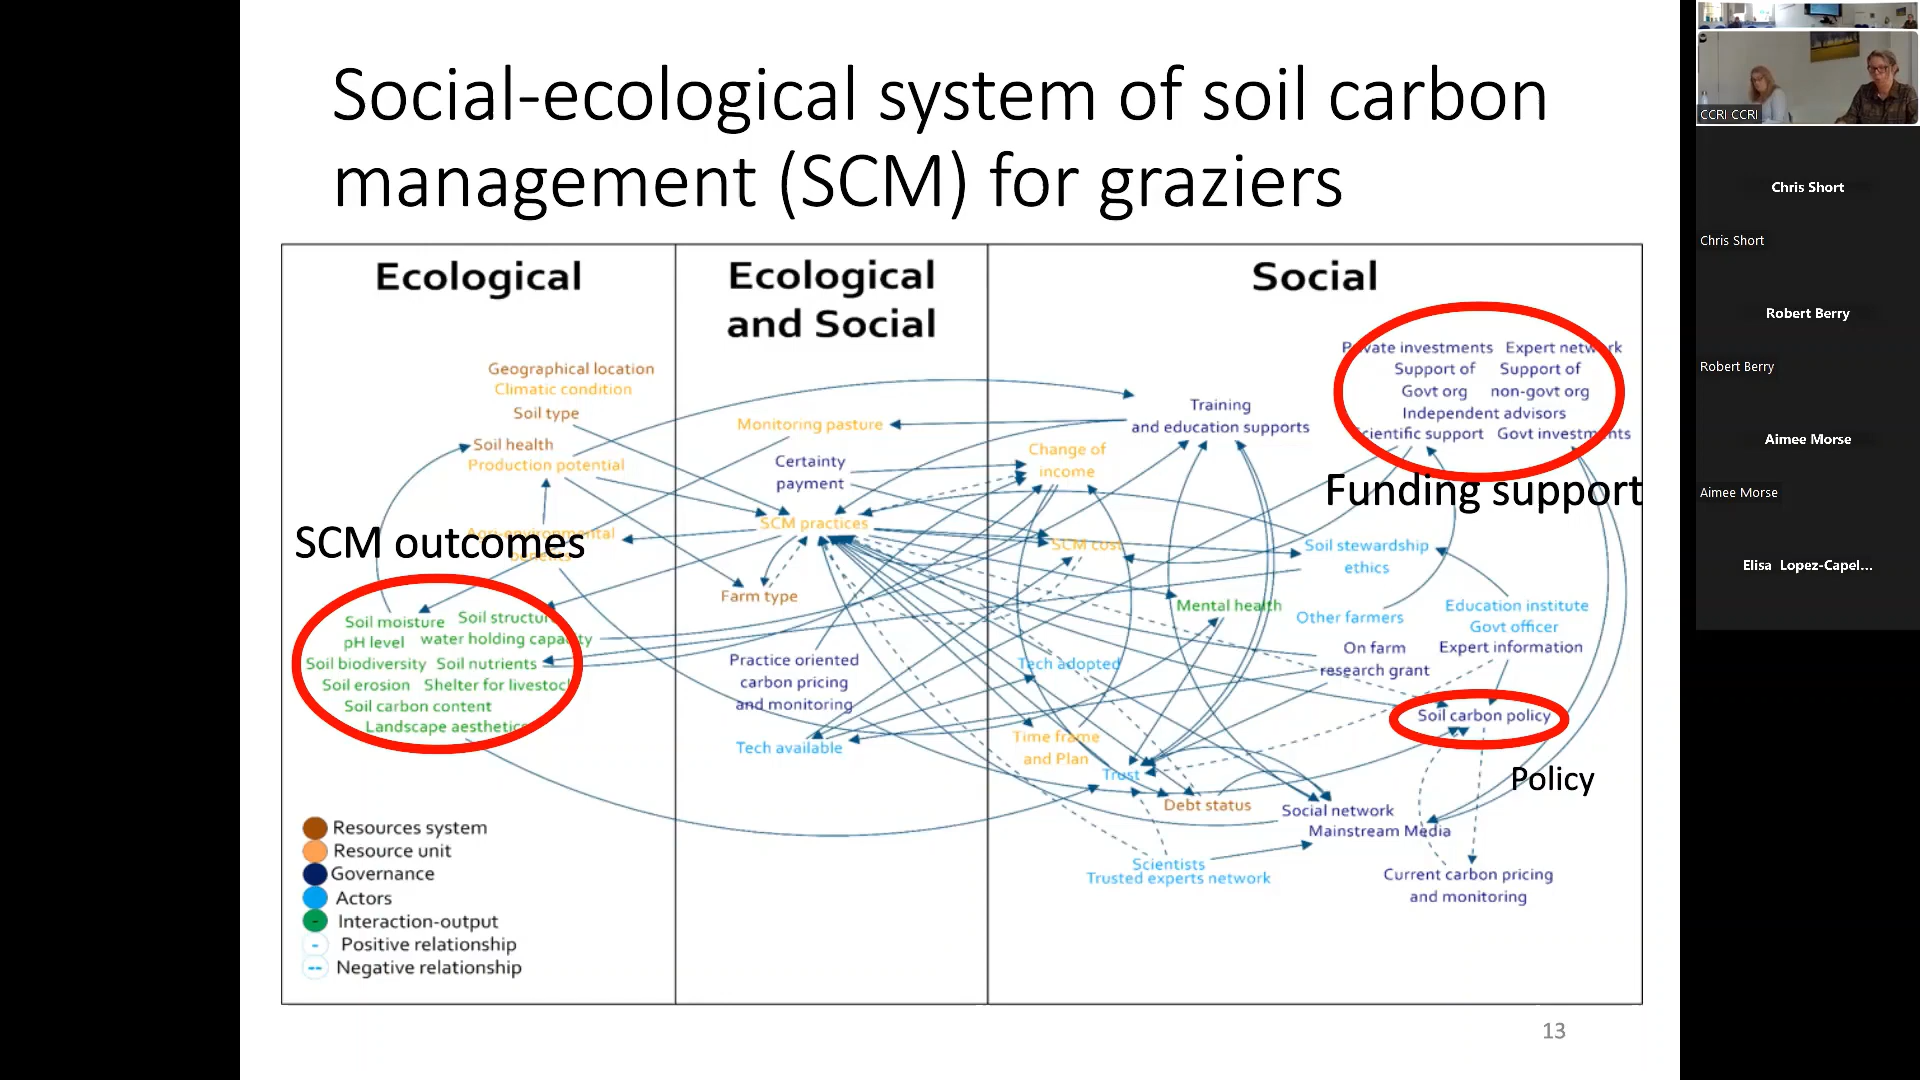 Social-ecological system of soil carbon
management (SCM) for graziers
Ecological
Ecological
and Social
Social
Geographical location
Climatic condition
Soil type
Soil health
Production potential
Agri-environmental
benefits
SCM outcomes
Soil moisture
Soil structure
pH level
water holding capacity
Soil biodiversity
Soil nutrients
Soil erosion
Shelter for livestock
Soil carbon content
Landscape aesthetics
Resources system
Resource unit
Governance
Actors
- Interaction-output
- Positive relationship
-- Negative relationship
Monitoring pasture
Certainty
payment
SCM practices
Farm type
Practice oriented
carbon pricing
and monitoring
Tech available
Training
and education supports
Change of
income
SCM cost
Private investments
Expert network
Support of
Govt org
Support of
non-govt org
Independent advisors
Scientific support
Govt investments
Funding support
Soil stewardship
ethics
Mental health
Other farmers
Education institute
Govt officer
Expert information
On farm
research grant
Tech adopted
Soil carbon policy
Policy
Time frame
and Plan
Trust
Debt status
Social network
Mainstream Media
Scientists
Trusted experts network
Current carbon pricing
and monitoring
13
CCRI CCRI
Chris Short
Chris Short
Robert Berry
Robert Berry
Aimee Morse
Aimee Morse
Elisa Lopez-Capel...